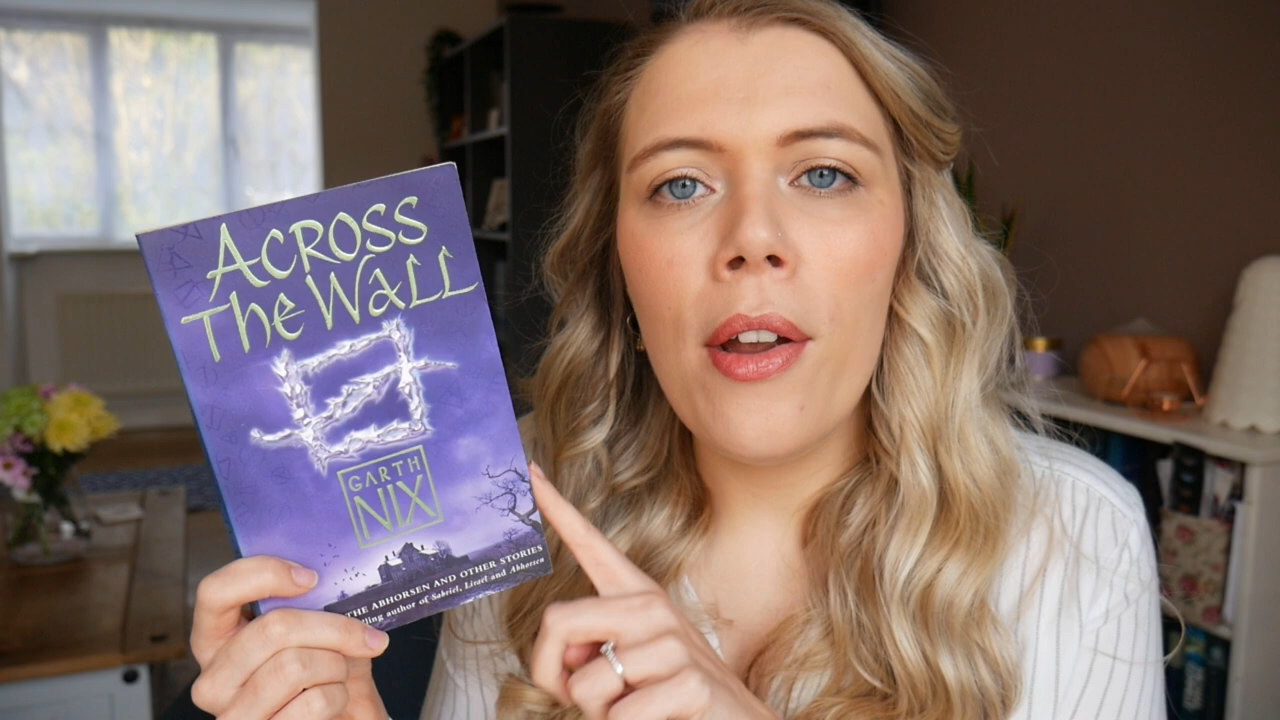 ACROSS
THE WALL
GARTH
NIX
THE ABHORSEN AND OTHER STORIES
author of Sabriel, Lirael and Abhorsen